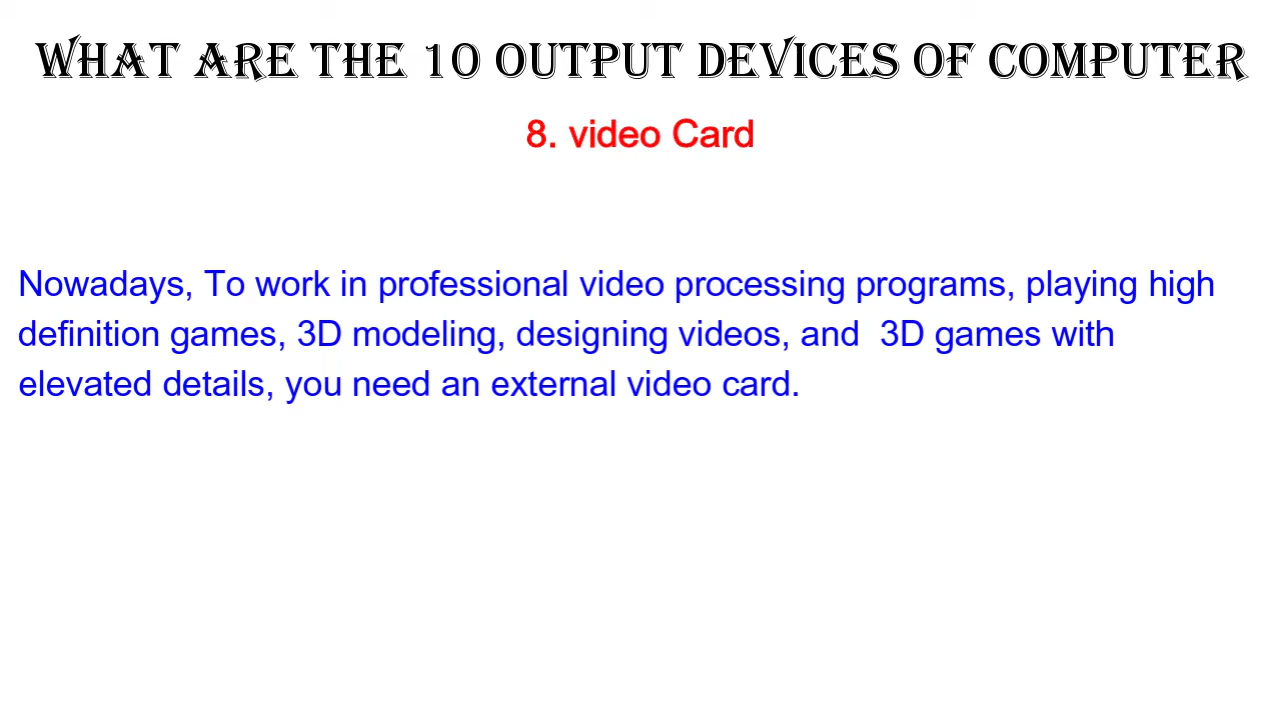 WHAT ARE THE 10 OUTPUT DEVICES OF COMPUTER
8. video Card
Nowadays, To work in professional video processing programs, playing high
definition games, 3D modeling, designing videos, and  3D games with
elevated details, you need an external video card.